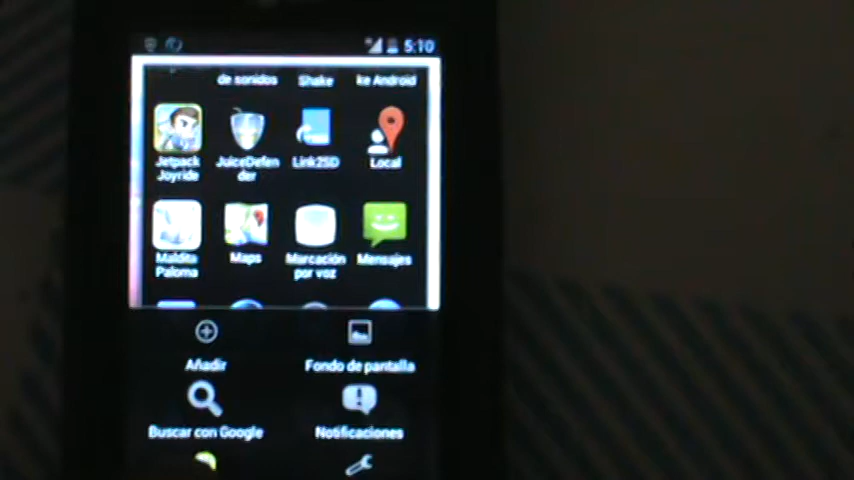 5:10
de sonidos
Shake
ke Android
Jetpack
Joyride
JuiceDefen
der
Link2SD
Local
Maldita
Paloma
Maps
Marcación
por voz
Mensajes
Añadir
Fondo de pantalla
Buscar con Google
Notificaciones